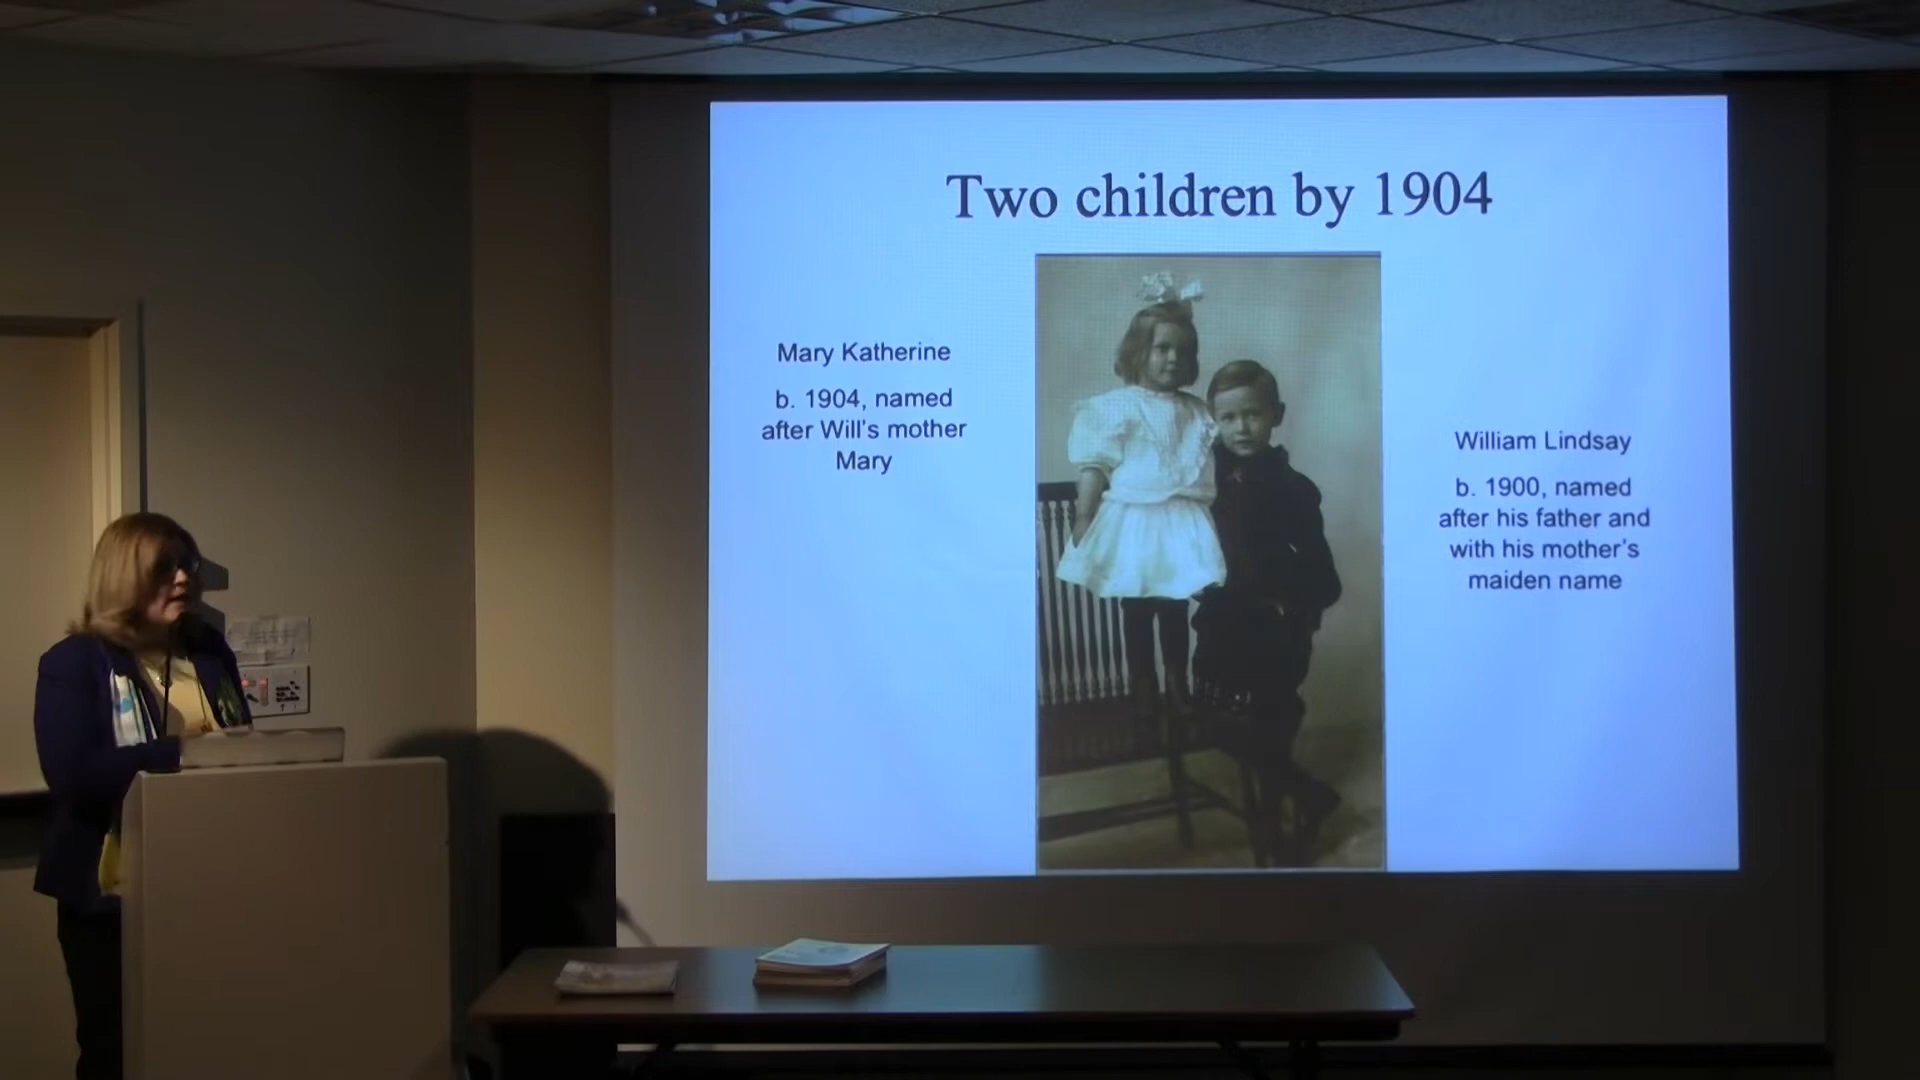 Two children by 1904
Mary Katherine
b. 1904, named
after Will's mother
Mary
William Lindsay
b. 1900, named
after his father and
with his mother's
maiden name